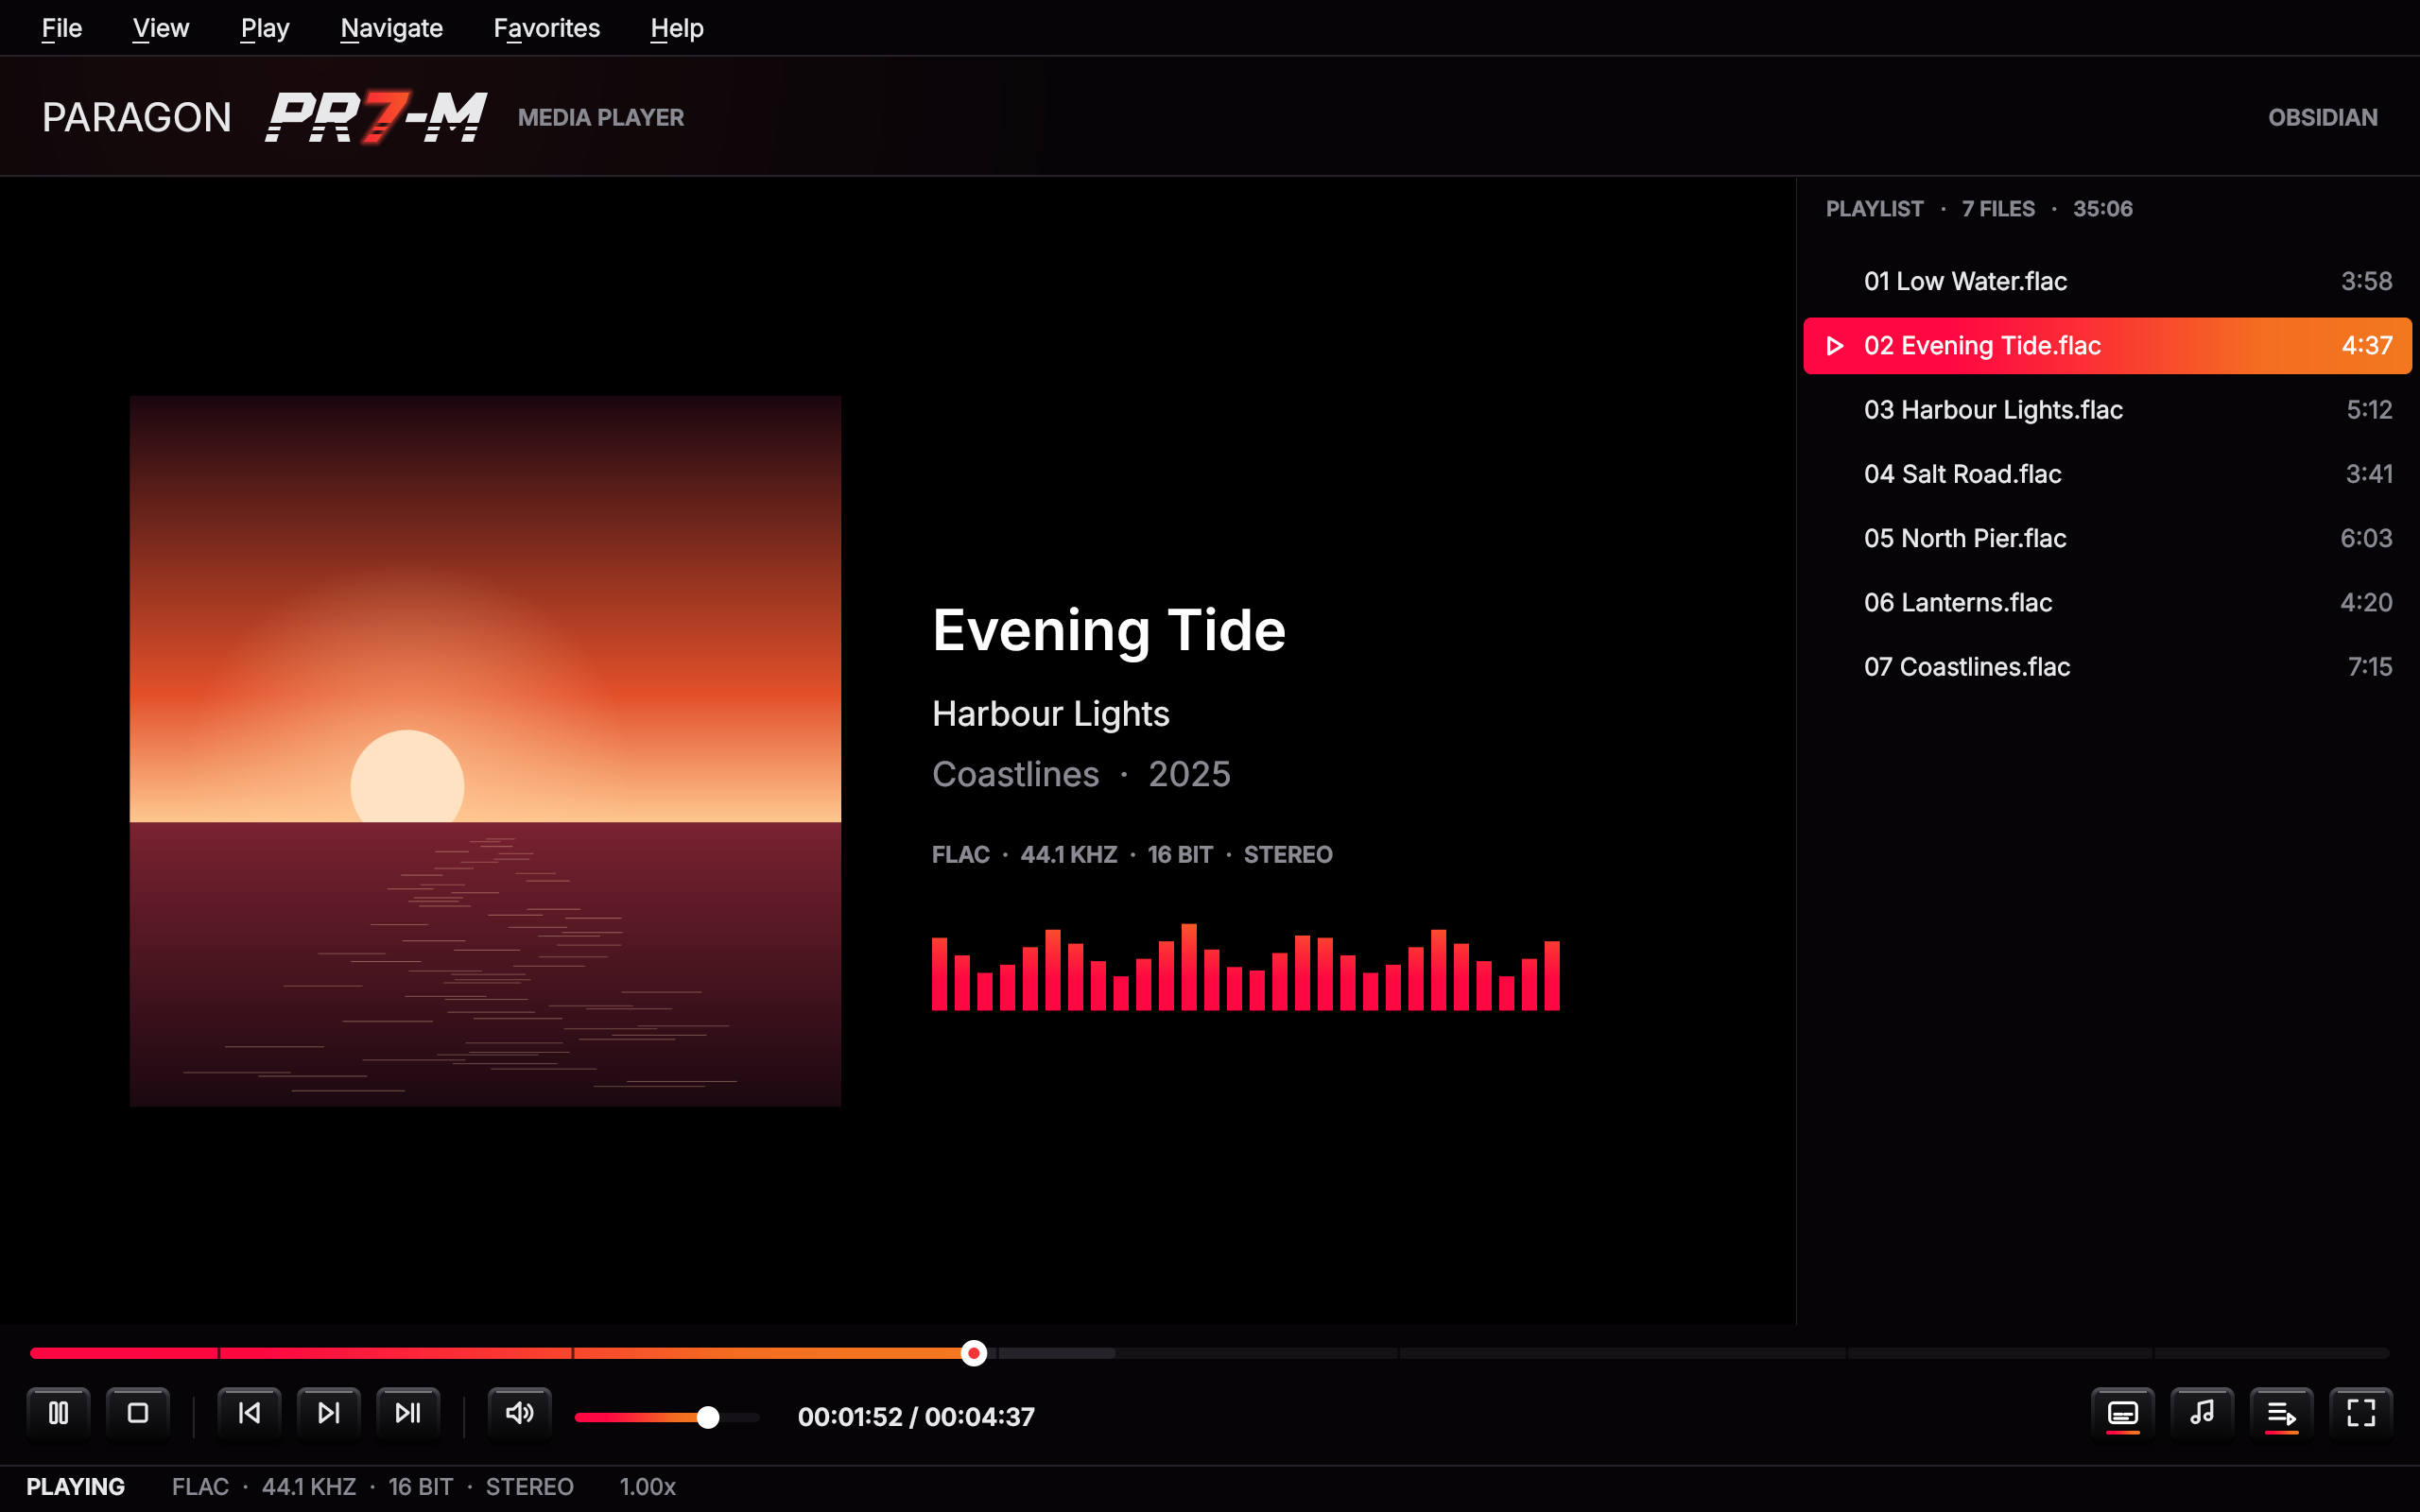 File View Play Navigate Favorites Help
PARAGON PR7-M MEDIA PLAYER OBSIDIAN
PLAYLIST · 7 FILES · 35:06
01 Low Water.flac 3:58
02 Evening Tide.flac 4:37
03 Harbour Lights.flac 5:12
04 Salt Road.flac 3:41
05 North Pier.flac 6:03
06 Lanterns.flac 4:20
07 Coastlines.flac 7:15
Evening Tide
Harbour Lights
Coastlines · 2025
FLAC · 44.1 KHZ · 16 BIT · STEREO
00:01:52 / 00:04:37
PLAYING FLAC · 44.1 KHZ · 16 BIT · STEREO 1.00x